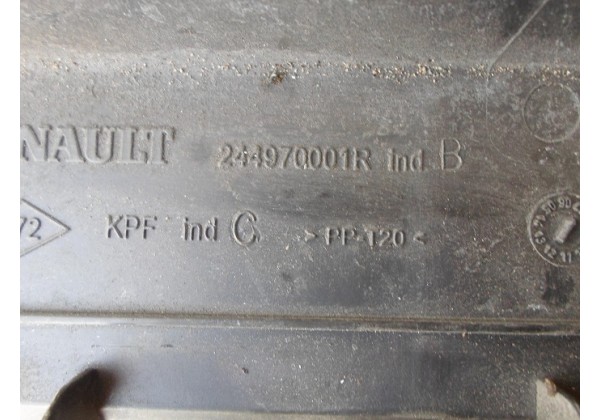 NAULT 244970001R ind B
72 KPF ind C >PP-T20<